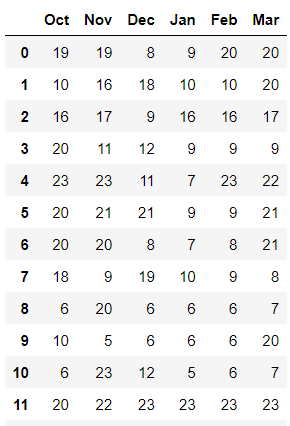 Oct Nov Dec Jan Feb Mar
0 19 19 8 9 20 20
1 10 16 18 10 10 20
2 16 17 9 16 16 17
3 20 11 12 9 9 9
4 23 23 11 7 23 22
5 20 21 21 9 9 21
6 20 20 8 7 8 21
7 18 9 19 10 9 8
8 6 20 6 6 6 7
9 10 5 6 6 6 20
10 6 23 12 5 6 7
11 20 22 23 23 23 23